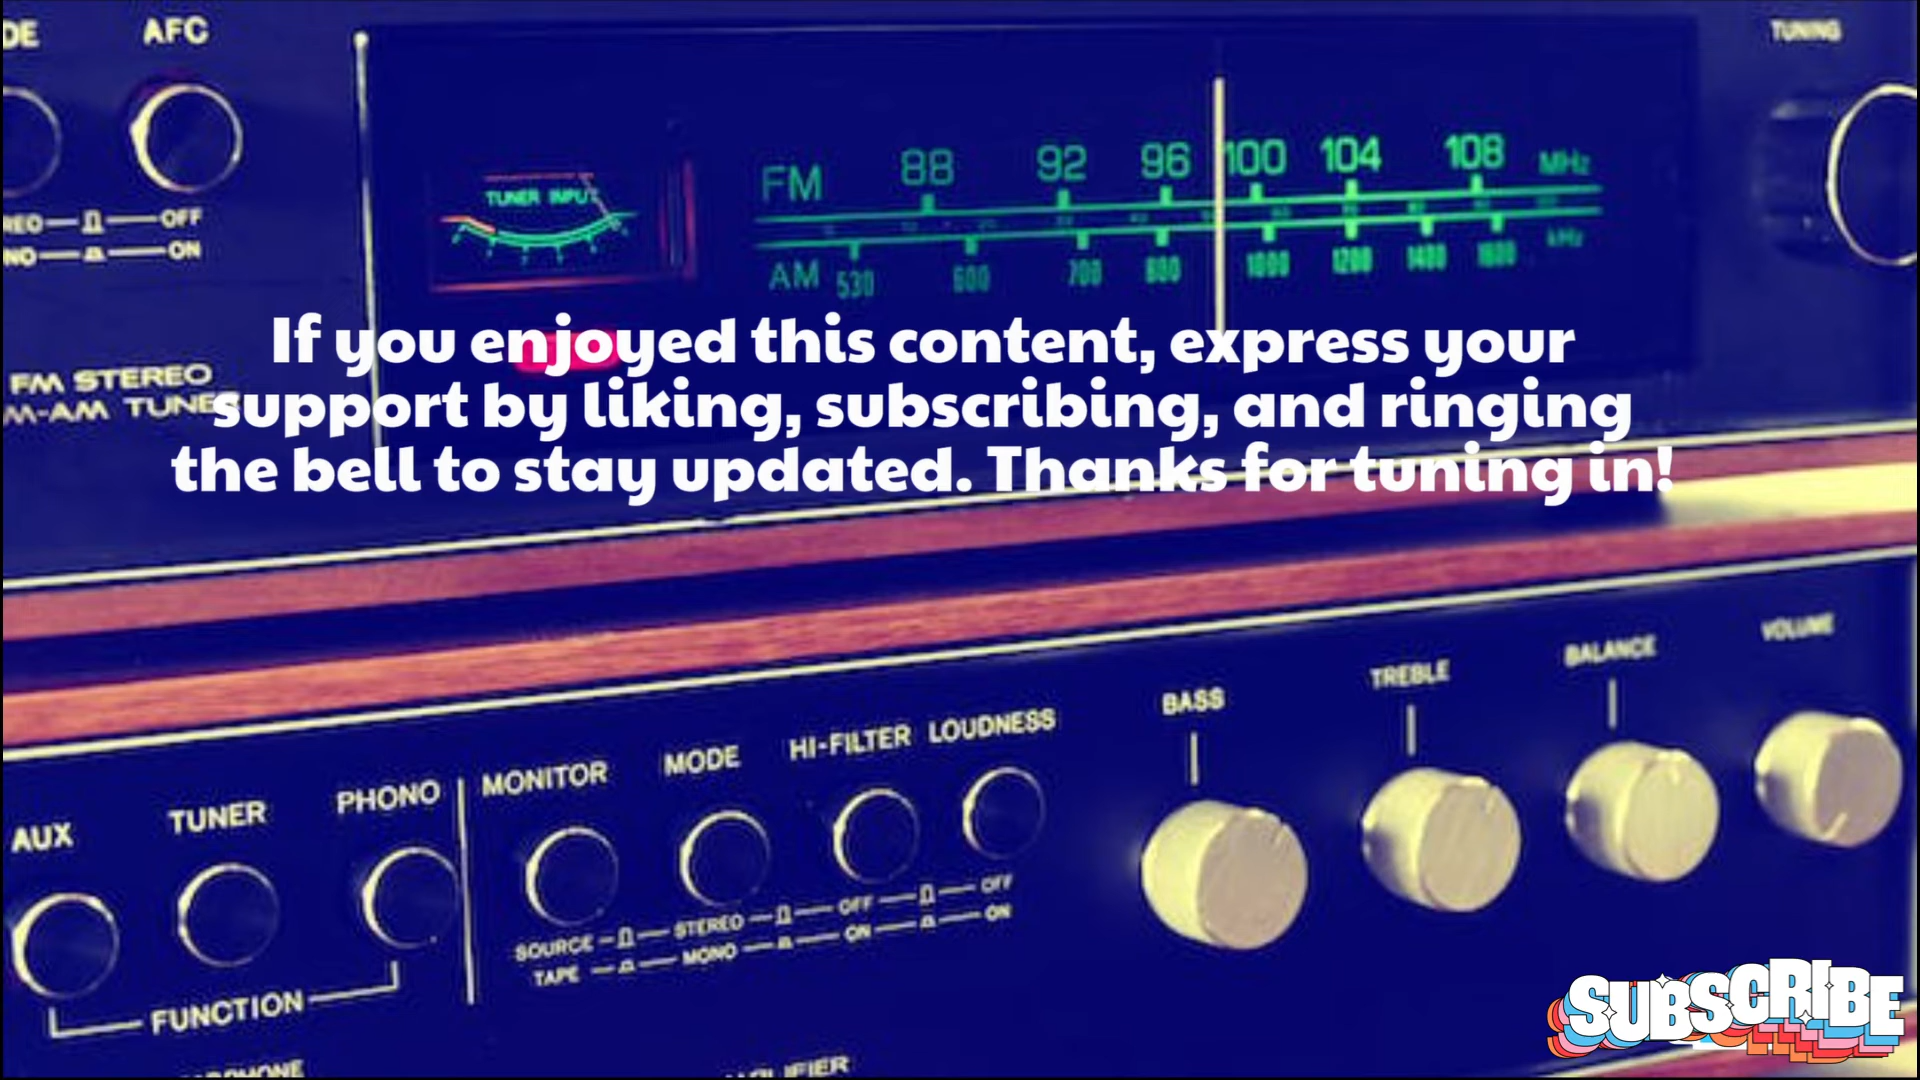 AFC
TUNING
FM 88 92 96 100 104 108 MHz
TUNER INPUT
OFF
ON
AM 530 600 700 800 1000 1200 1400 1600 kHz
If you enjoyed this content, express your
support by liking, subscribing, and ringing
the bell to stay updated. Thanks for tuning in!
FM STEREO
VOLUME
BALANCE
TREBLE
BASS
HI-FILTER LOUDNESS
MONITOR MODE
AUX TUNER PHONO
SOURCE STEREO OFF OFF
TAPE MONO ON ON
FUNCTION
SUBSCRIBE